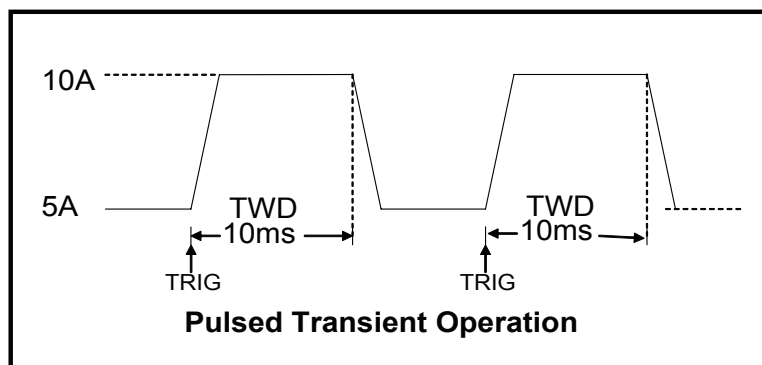 10A
5A
TWD
10ms
TWD
10ms
TRIG
TRIG
Pulsed Transient Operation